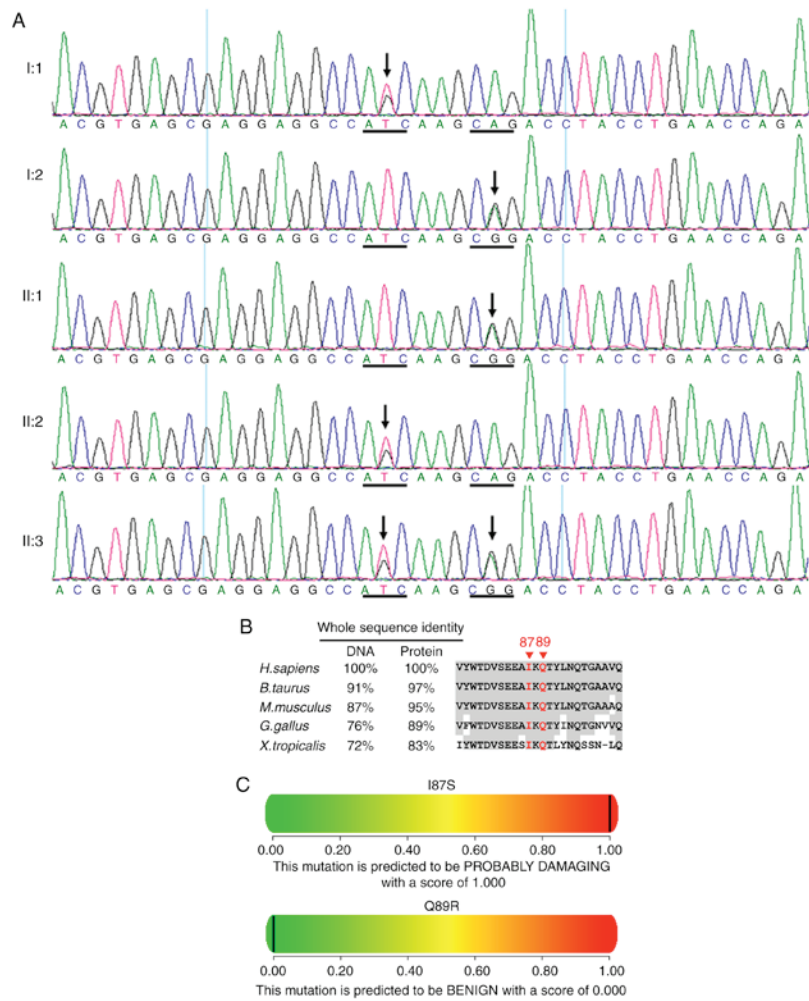 A
I:1
A C G T G A G C G A G G A G G C C A T C A A G C A G A C C T A C C T G A A C C A G A
I:2
A C G T G A G C G A G G A G G C C A T C A A G C G G A C C T A C C T G A A C C A G A
II:1
A C G T G A G C G A G G A G G C C A T C A A G C G G A C C T A C C T G A A C C A G A
II:2
A C G T G A G C G A G G A G G C C A T C A A G C A G A C C T A C C T G A A C C A G A
II:3
A C G T G A G C G A G G A G G C C A T C A A G C G G A C C T A C C T G A A C C A G A
B
Whole sequence identity
DNA Protein 87 89
H.sapiens 100% 100% VYWTDVSEEAIKQTYLNQTGAAVQ
B.taurus 91% 97% VYWTDVSEEAIKQTYLNQTGAAVQ
M.musculus 87% 95% VYWTDVSEEAIKQTYLNQTGAAAQ
G.gallus 76% 89% VFWTDVSEEAIKQTYINQTGNVVQ
X.tropicalis 72% 83% IYWTDVSEESIKQTLYNQSSN-LQ
C
I87S
0.00 0.20 0.40 0.60 0.80 1.00
This mutation is predicted to be PROBABLY DAMAGING
with a score of 1.000
Q89R
0.00 0.20 0.40 0.60 0.80 1.00
This mutation is predicted to be BENIGN with a score of 0.000